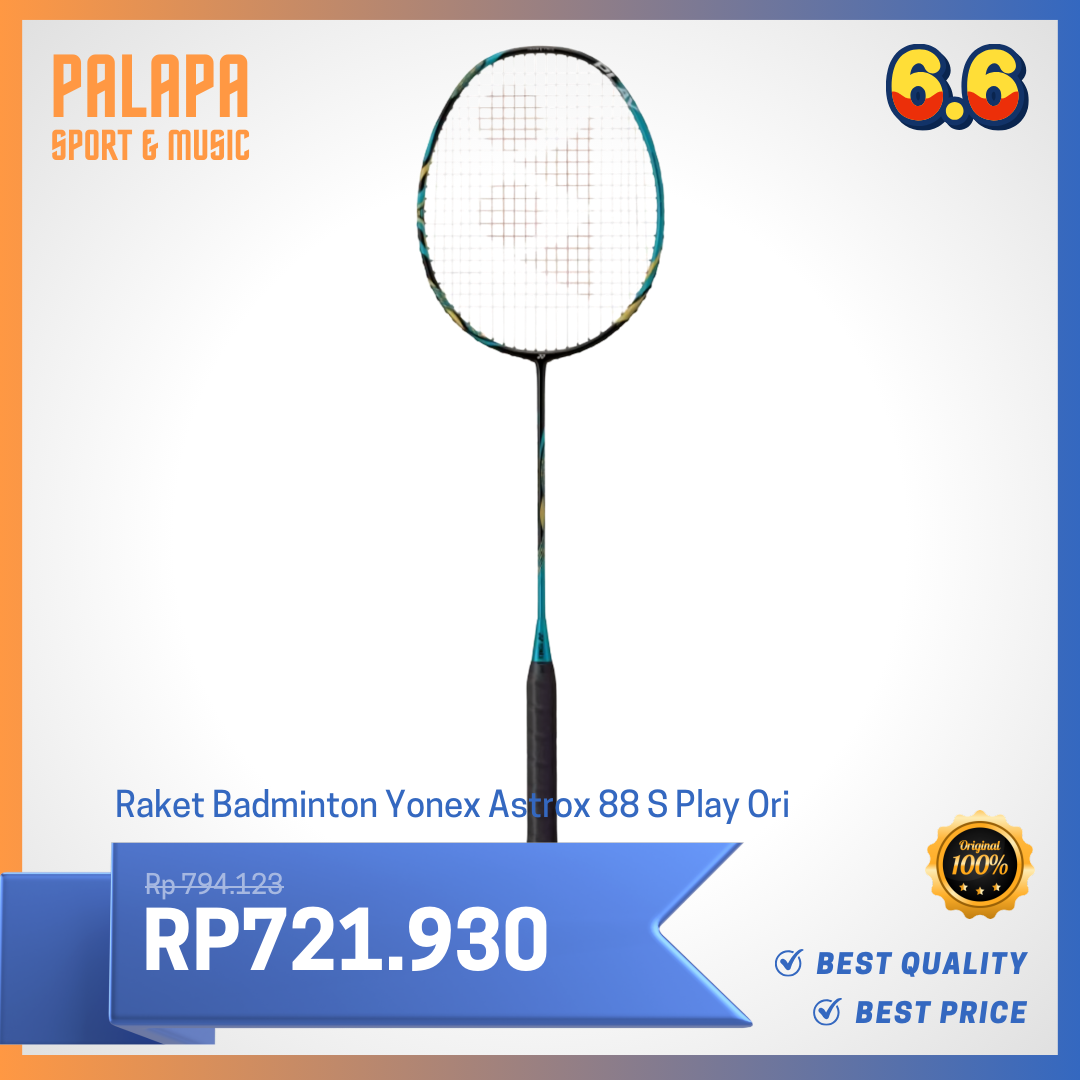 PALAPA
SPORT & MUSIC
6.6
PLAY
Raket Badminton Yonex Astrox 88 S Play Ori
Rp 794.123
RP721.930
Original
100%
BEST QUALITY
BEST PRICE